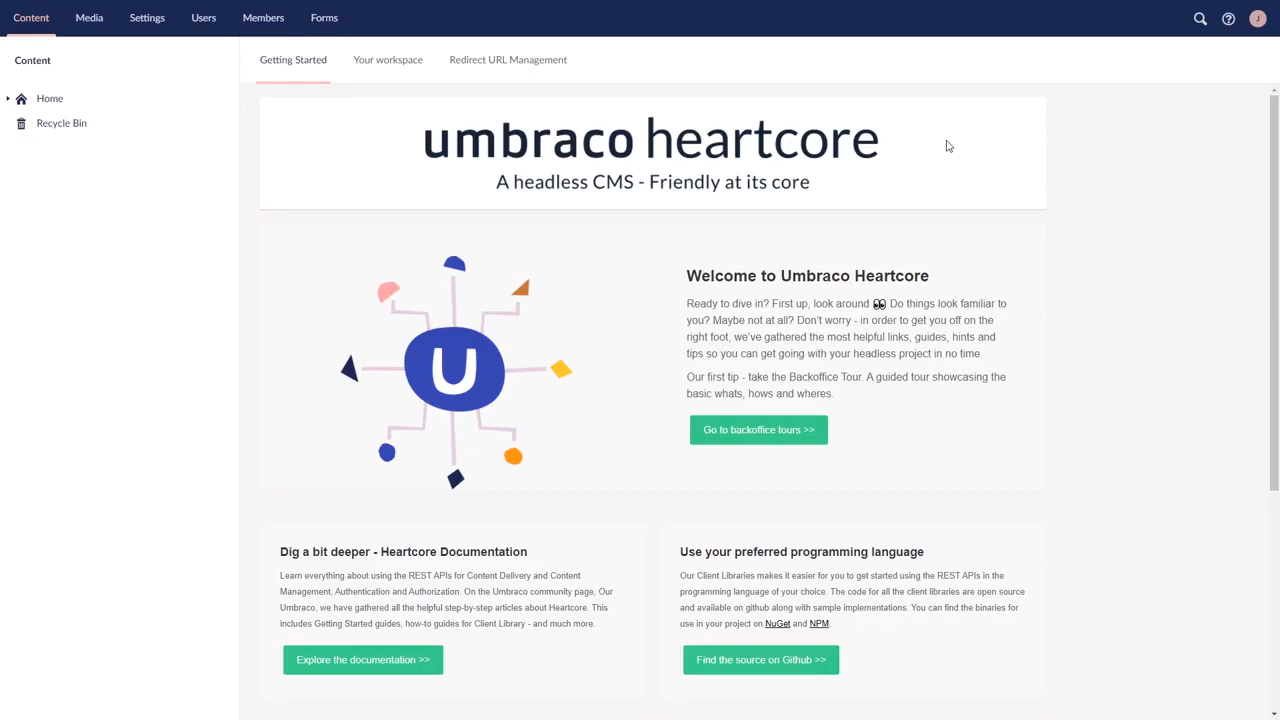 Content Media Settings Users Members Forms J
Content
Home
Recycle Bin
Getting Started Your workspace Redirect URL Management
umbraco heartcore
A headless CMS - Friendly at its core
U
Welcome to Umbraco Heartcore
Ready to dive in? First up, look around 👀 Do things look familiar to
you? Maybe not at all? Don't worry - in order to get you off on the
right foot, we've gathered the most helpful links, guides, hints and
tips so you can get going with your headless project in no time.
Our first tip - take the Backoffice Tour. A guided tour showcasing the
basic whats, hows and wheres.
Go to backoffice tours >>
Dig a bit deeper - Heartcore Documentation
Learn everything about using the REST APIs for Content Delivery and Content
Management, Authentication and Authorization. On the Umbraco community page, Our
Umbraco, we have gathered all the helpful step-by-step articles about Heartcore. This
includes Getting Started guides, how-to guides for Client Library - and much more.
Explore the documentation >>
Use your preferred programming language
Our Client Libraries makes it easier for you to get started using the REST APIs in the
programming language of your choice. The code for all the client libraries are open source
and available on github along with sample implementations. You can find the binaries for
use in your project on NuGet and NPM.
Find the source on Github >>